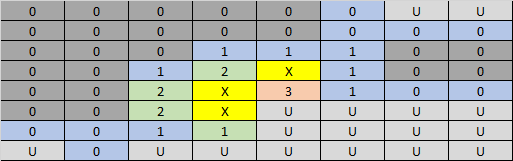 0 0 0 0 0 0 U U
0 0 0 0 0 0 0 0
0 0 0 1 1 1 0 0
0 0 1 2 X 1 0 0
0 0 2 X 3 1 0 0
0 0 2 X U U U U
0 0 1 1 U U U U
U 0 U U U U U U